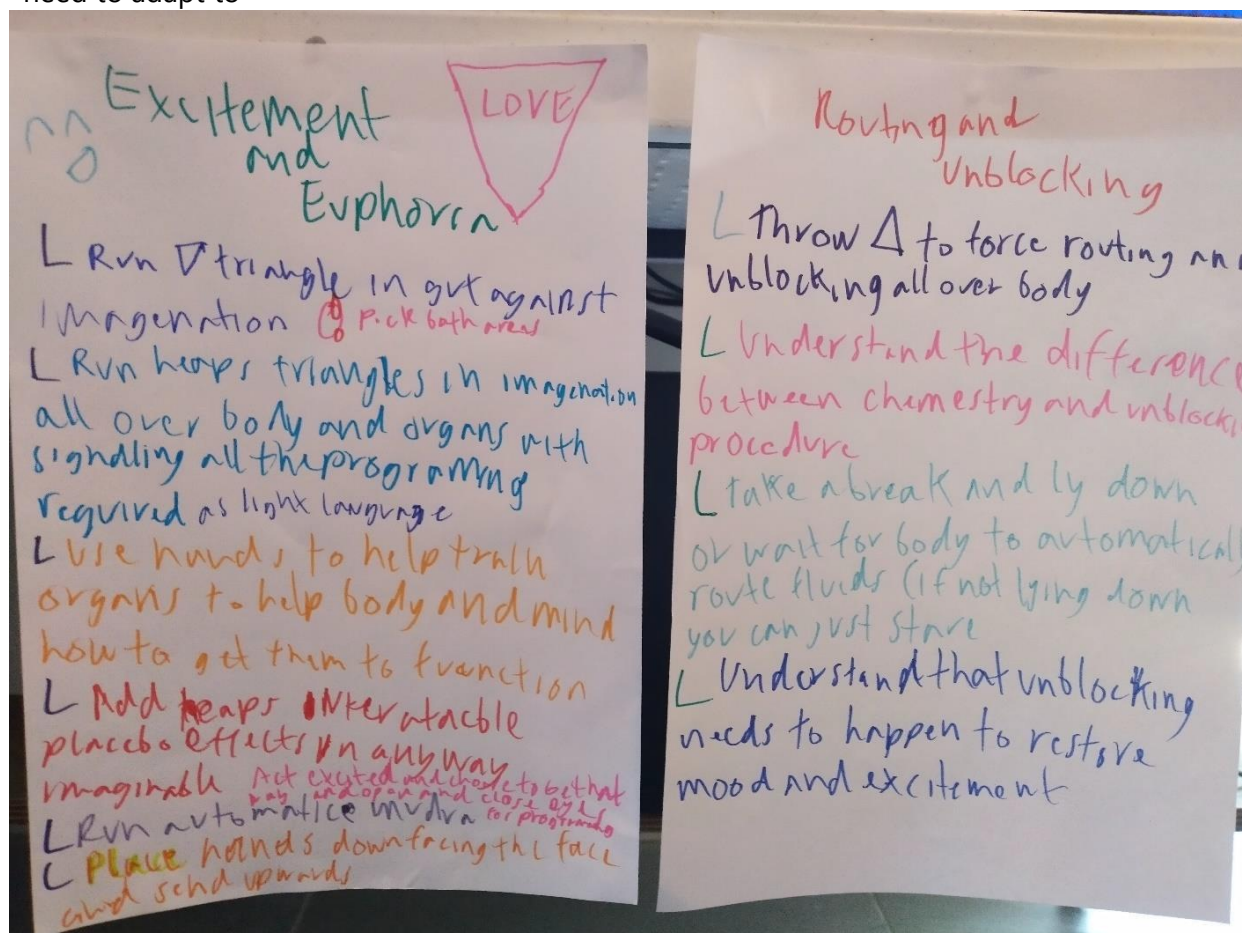 need to adapt to
Excitement
and
Euphoria
LOVE
L Run ▽ triangle in gut against
imagenation pick both areas
L Run heaps triangles in imagenation
all over body and organs with
signalling all the programing
required as light language
L Use hands to help train
organs to help body and mind
how to get them to function
L Add heaps
placebo effects in anyway
imaginable Act excited and chose to be that
way and open and close eyes
for programing
L Run automatice mudra
L Place hands down facing the face
and send upwards
Routing and
Unblocking
L Throw △ to force routing an
unblocking all over body
L Understand the difference
between chemestry and unblocki
procedure
L take a break and ly down
or wait for body to automatical
route fluids (if not lying down
you can just stare
L Understand that unblocking
needs to happen to restore
mood and excitement